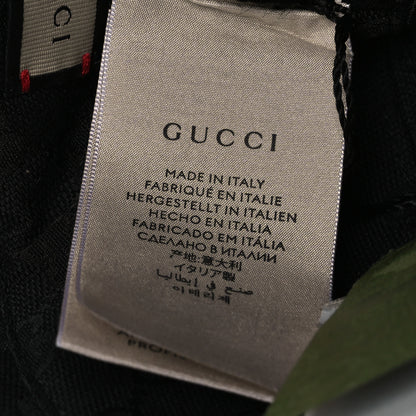 CCI
GUCCI
MADE IN ITALY
FABRIQUÉ EN ITALIE
HERGESTELLT IN ITALIEN
HECHO EN ITALIA
FABRICADO EM ITÁLIA
СДЕЛАНО В ИТАЛИИ
产地:意大利
イタリア製
صنع في ايطاليا
이태리제